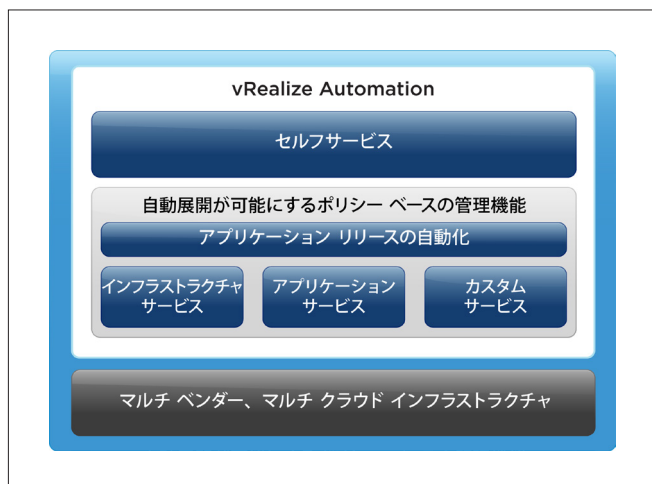 vRealize Automation
セルフサービス
自動展開が可能にするポリシー ベースの管理機能
アプリケーション リリースの自動化
インフラストラクチャ
サービス
アプリケーション
サービス
カスタム
サービス
マルチ ベンダー、マルチ クラウド インフラストラクチャ